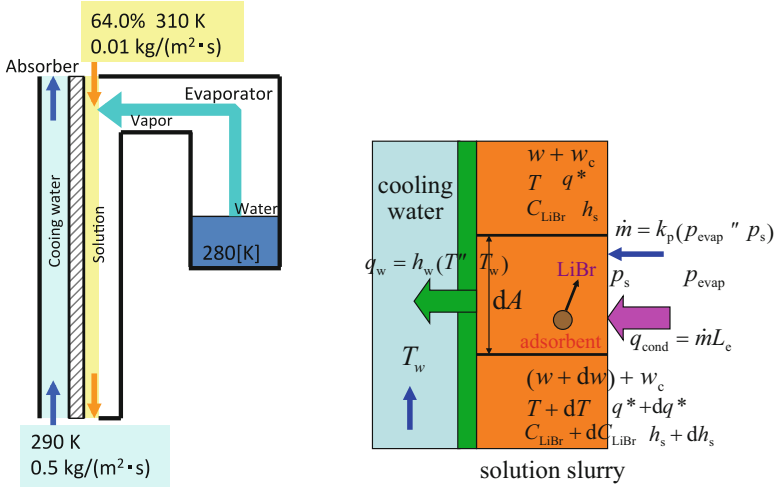 64.0% 310 K
0.01 kg/(m²・s)
Absorber
Evaporator
Vapor
Water
Cooing water
Solution
280[K]
290 K
0.5 kg/(m²・s)
cooling
water
q_w = h_w(T″ T_w)
T_w
w + w_c
T q*
C_LiBr h_s
ṁ = k_p(p_evap ″ p_s)
LiBr
p_s p_evap
dA
adsorbent
q_cond = ṁL_e
(w + dw) + w_c
T + dT q* + dq*
C_LiBr + dC_LiBr h_s + dh_s
solution slurry